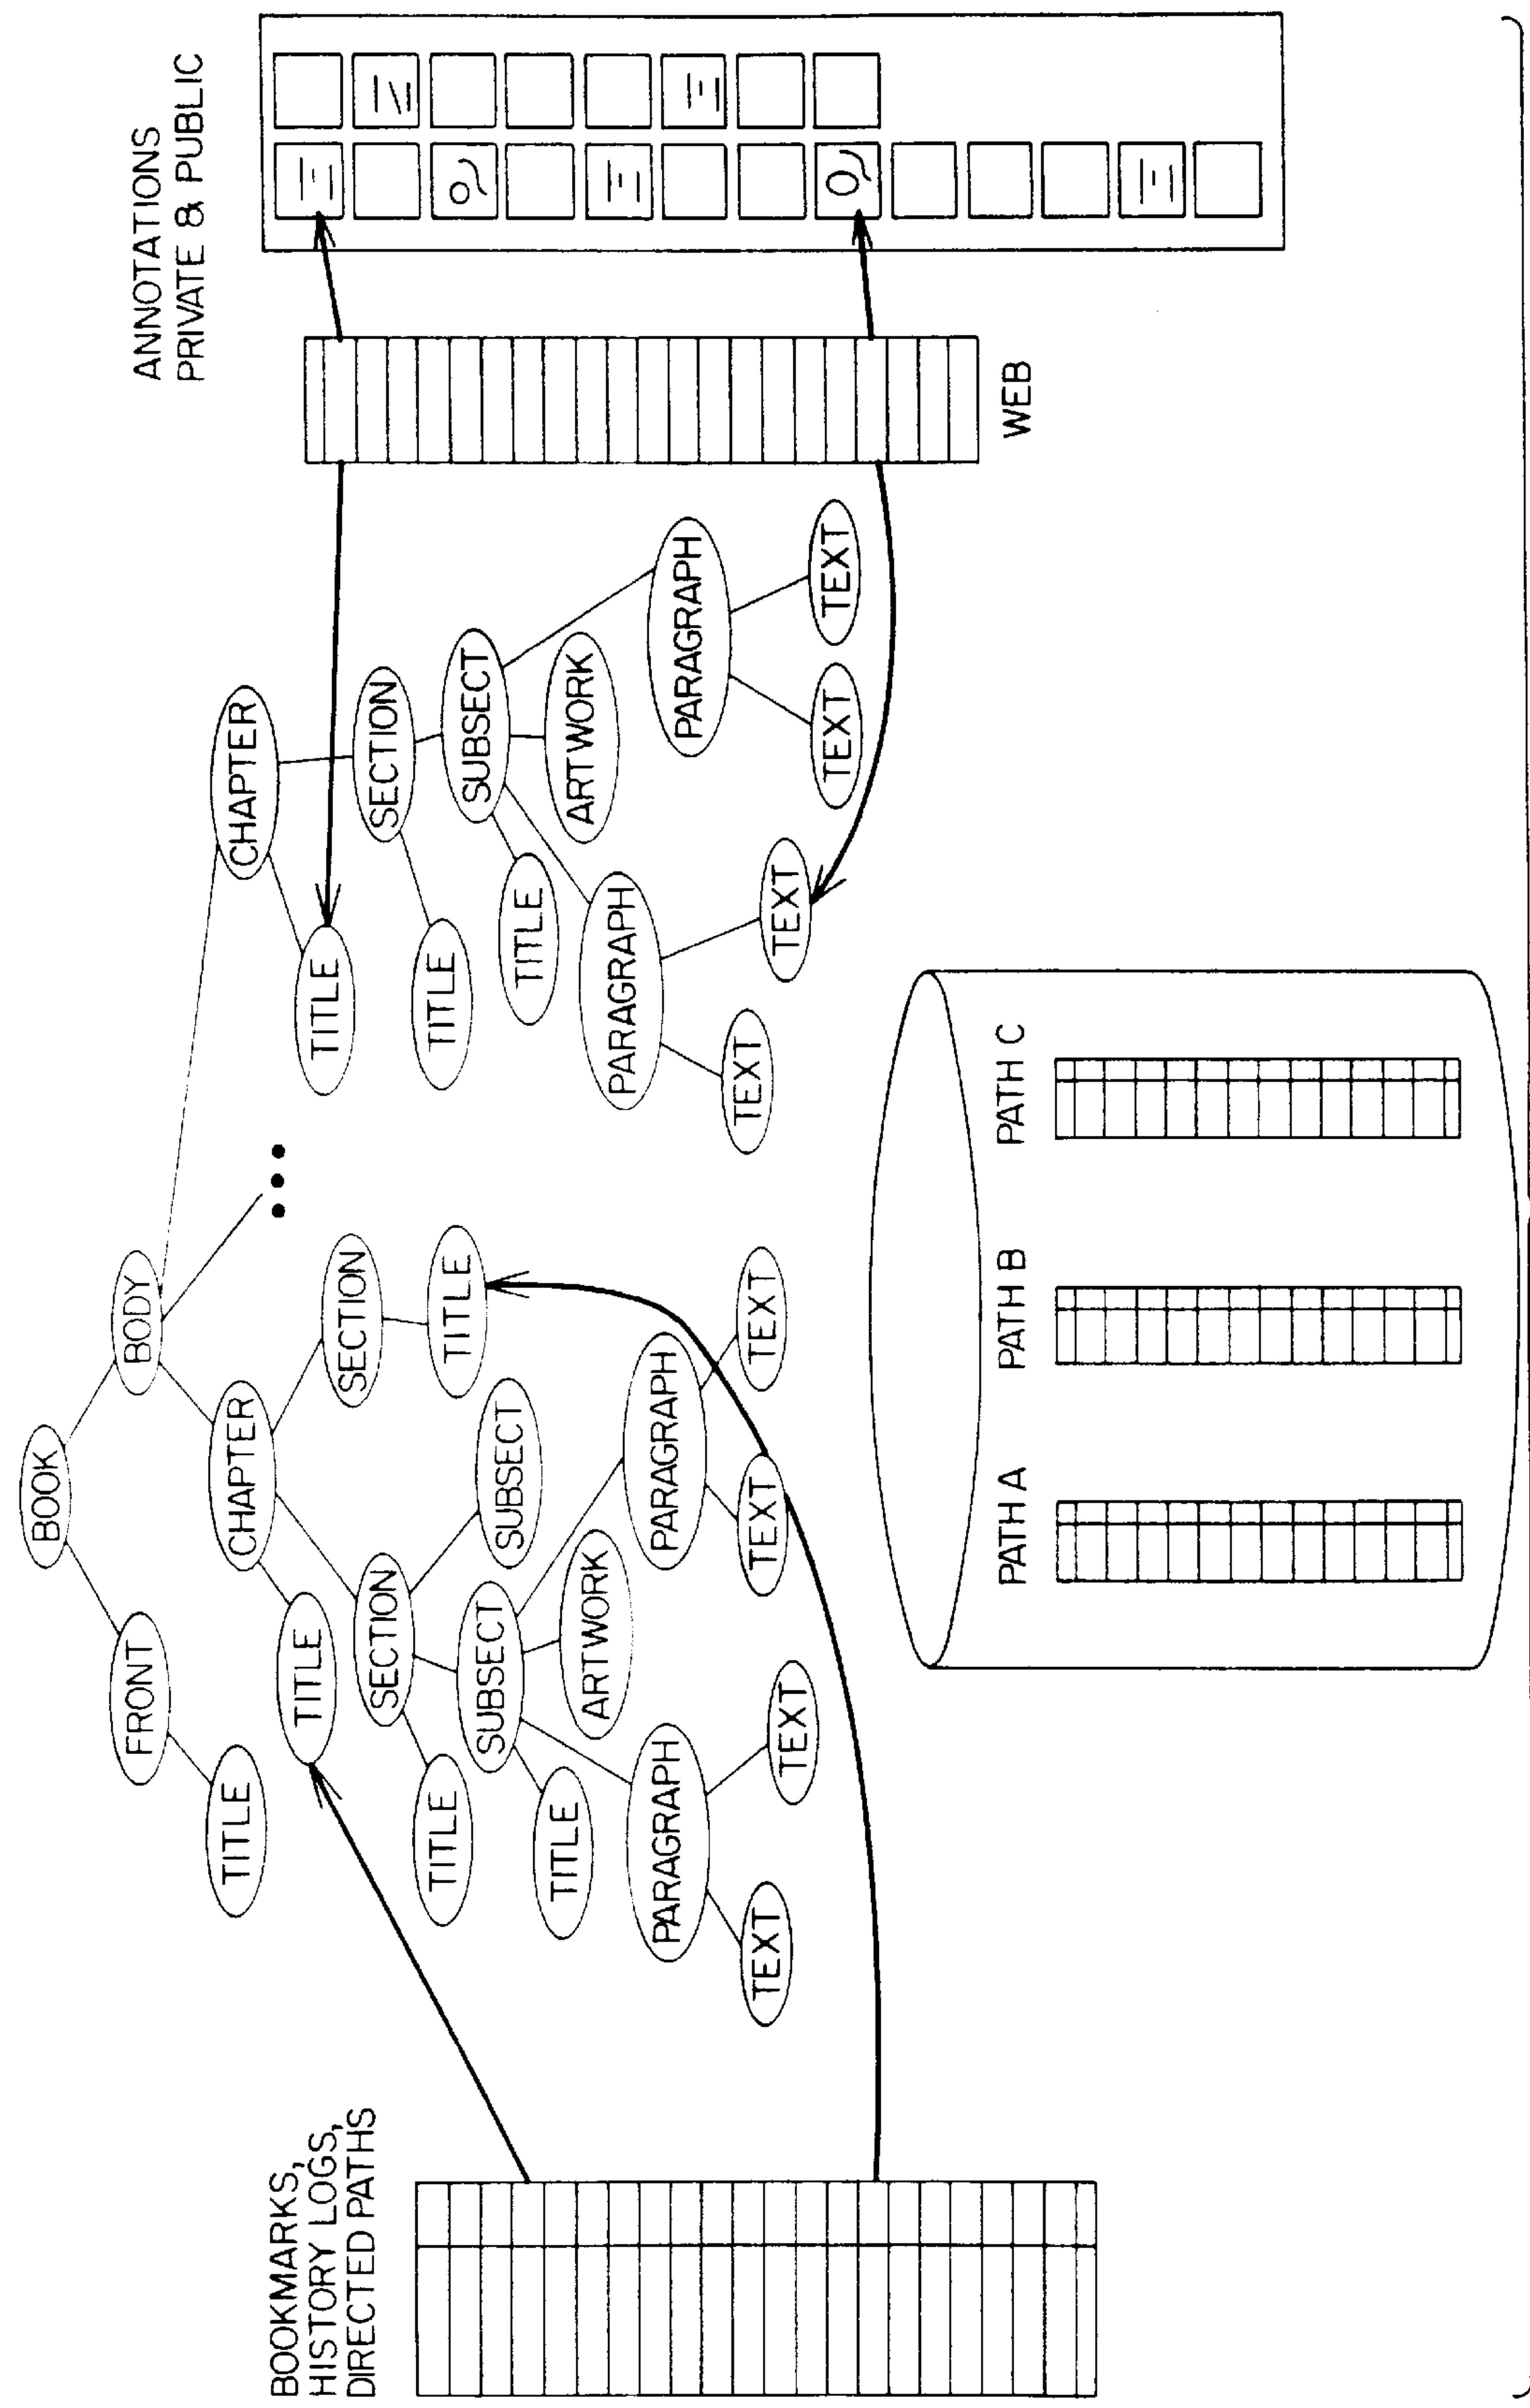 BOOK
FRONT
BODY
TITLE
CHAPTER
CHAPTER
TITLE
SECTION
TITLE
SECTION
SECTION
TITLE
TITLE
TITLE
SUBSECT
SUBSECT
SUBSECT
TITLE
ARTWORK
TITLE
ARTWORK
PARAGRAPH
PARAGRAPH
PARAGRAPH
PARAGRAPH
TEXT
TEXT
TEXT
TEXT
TEXT
TEXT
TEXT
TEXT
BOOKMARKS,
HISTORY LOGS,
DIRECTED PATHS
ANNOTATIONS
PRIVATE & PUBLIC
WEB
PATH A
PATH B
PATH C